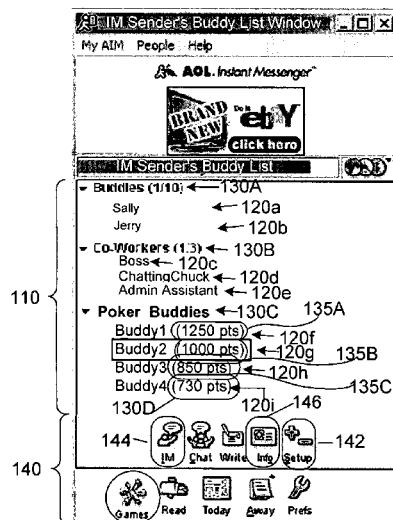 IM Sender's Buddy List Window
My AIM People Help
AOL Instant Messenger™
BRAND NEW Do is ebY click here
IM Sender's Buddy List
Buddies (1/10) 130A
Sally 120a
Jerry 120b
Co-Workers (1/3) 130B
Boss 120c
ChattingChuck 120d
Admin Assistant 120e
110
135A
Poker Buddies 130C
Buddy1 (1250 pts) 120f
Buddy2 (1000 pts) 120g
135B
Buddy3 (850 pts) 120h
135C
Buddy4 (730 pts)
130D 120i 146
144 142
IM Chat Write Info Setup
140
Games Read Today Away Prefs